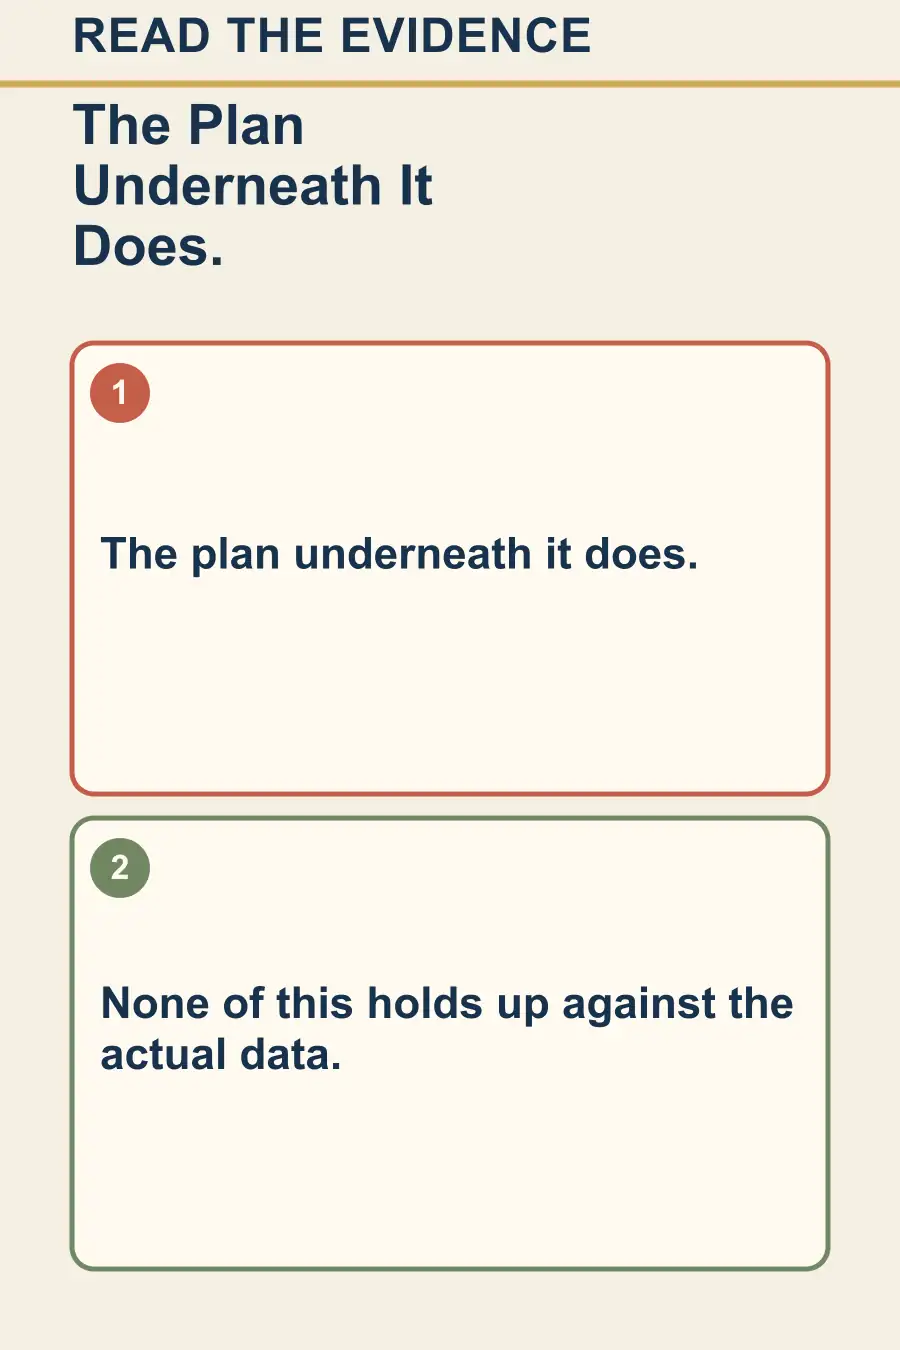 READ THE EVIDENCE
The Plan
Underneath It
Does.
1
The plan underneath it does.
2
None of this holds up against the
actual data.